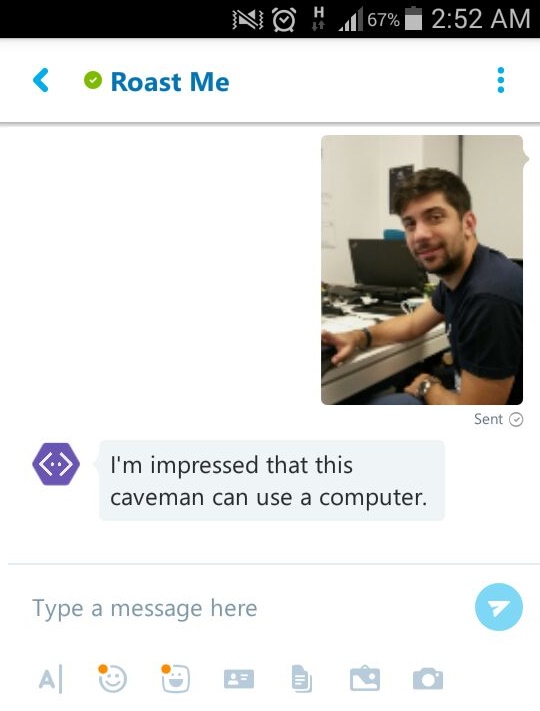 H 67% 2:52 AM
Roast Me
Sent
I'm impressed that this
caveman can use a computer.
Type a message here
A